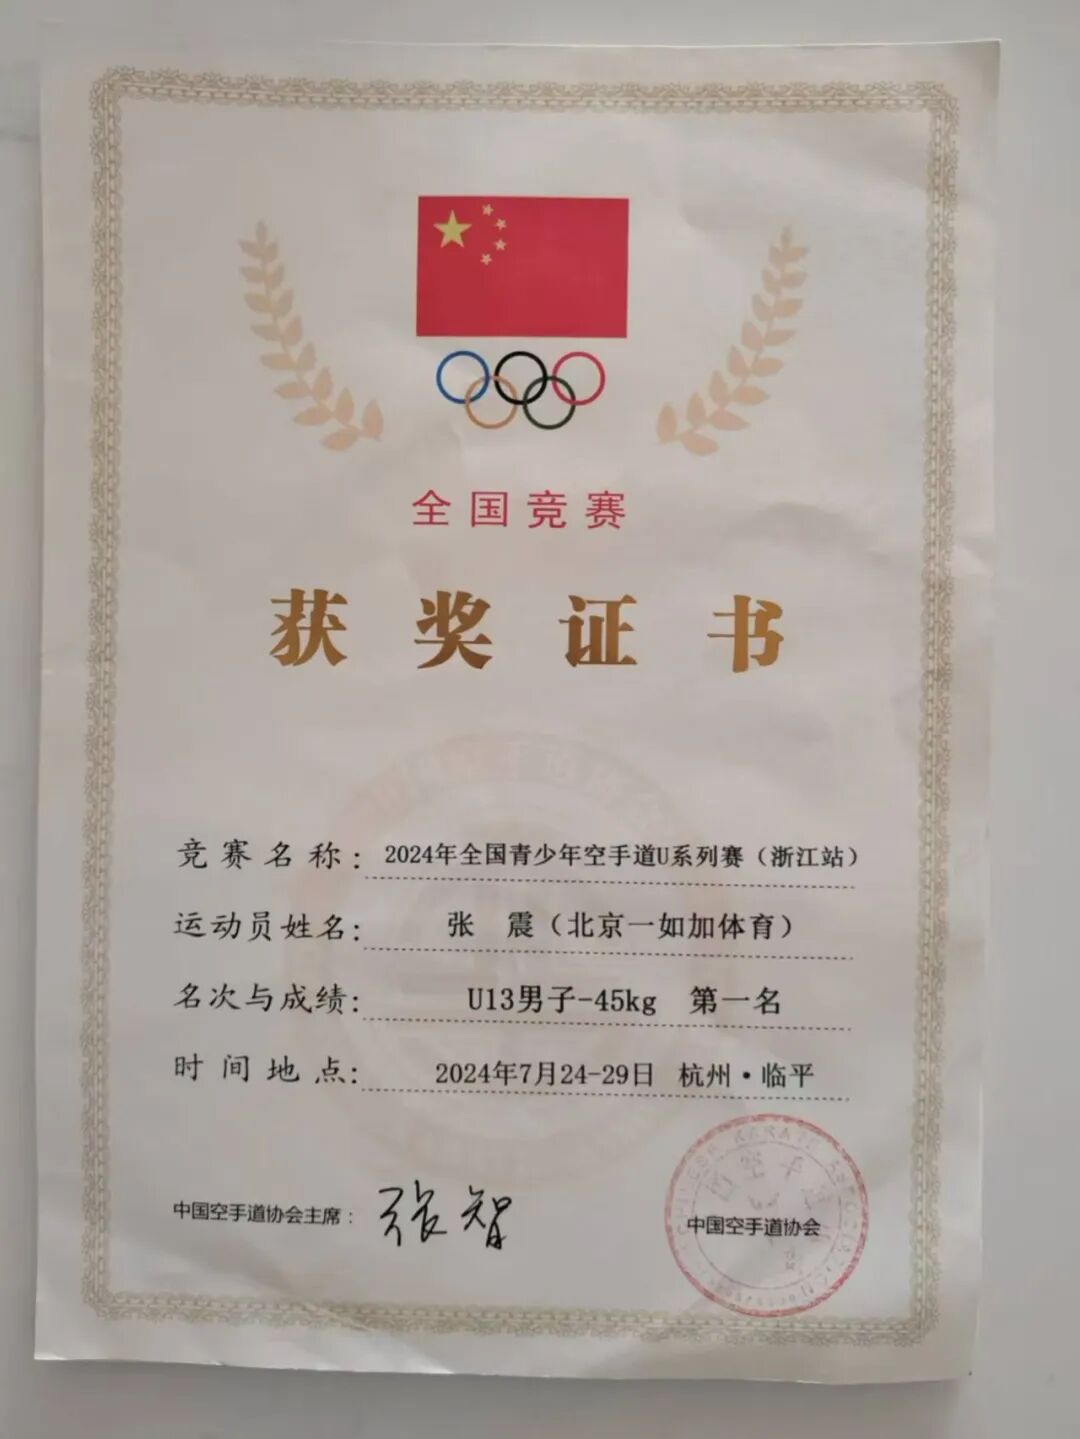 全国竞赛
获奖证书
竞赛名称: 2024年全国青少年空手道U系列赛（浙江站）
运动员姓名: 张 震（北京一如加体育）
名次与成绩: U13男子-45kg 第一名
时间地点: 2024年7月24-29日 杭州·临平
中国空手道协会主席: 张智
中国空手道协会